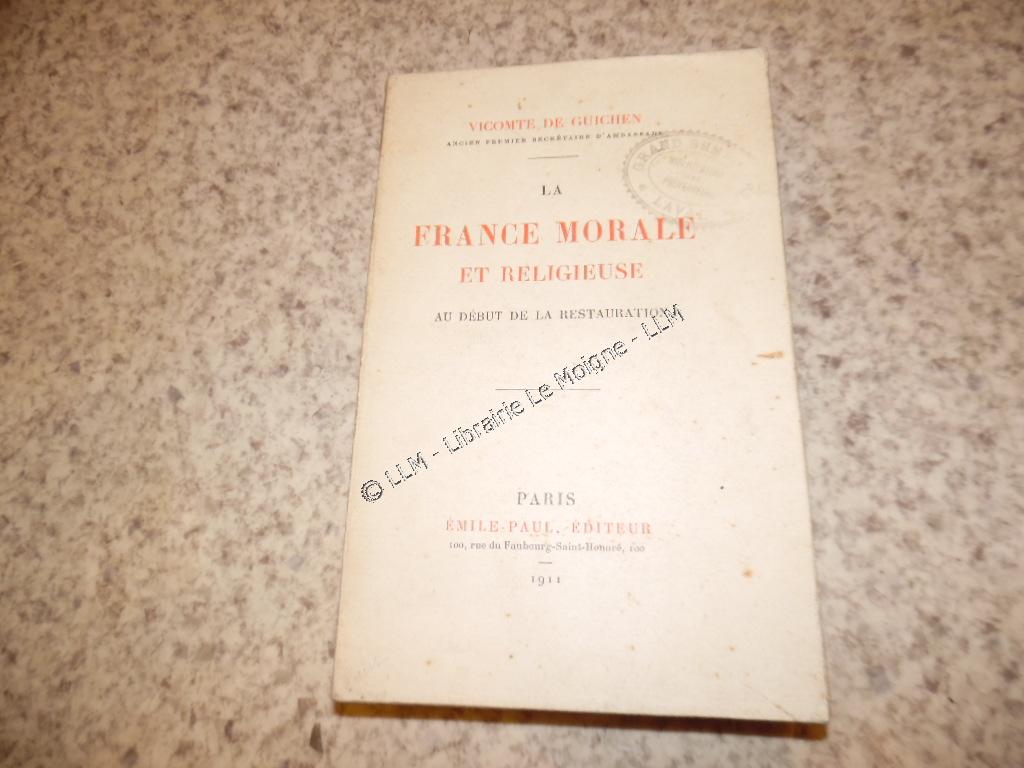 VICOMTE DE GUICHEN
ANCIEN PREMIER SECRÉTAIRE D'AMBASSADE
LA
FRANCE MORALE
ET RELIGIEUSE
AU DÉBUT DE LA RESTAURATION
© LLM - Librairie Le Moigne - LLM
PARIS
ÉMILE-PAUL, ÉDITEUR
100, rue du Faubourg-Saint-Honoré, 100
1911
GRAND